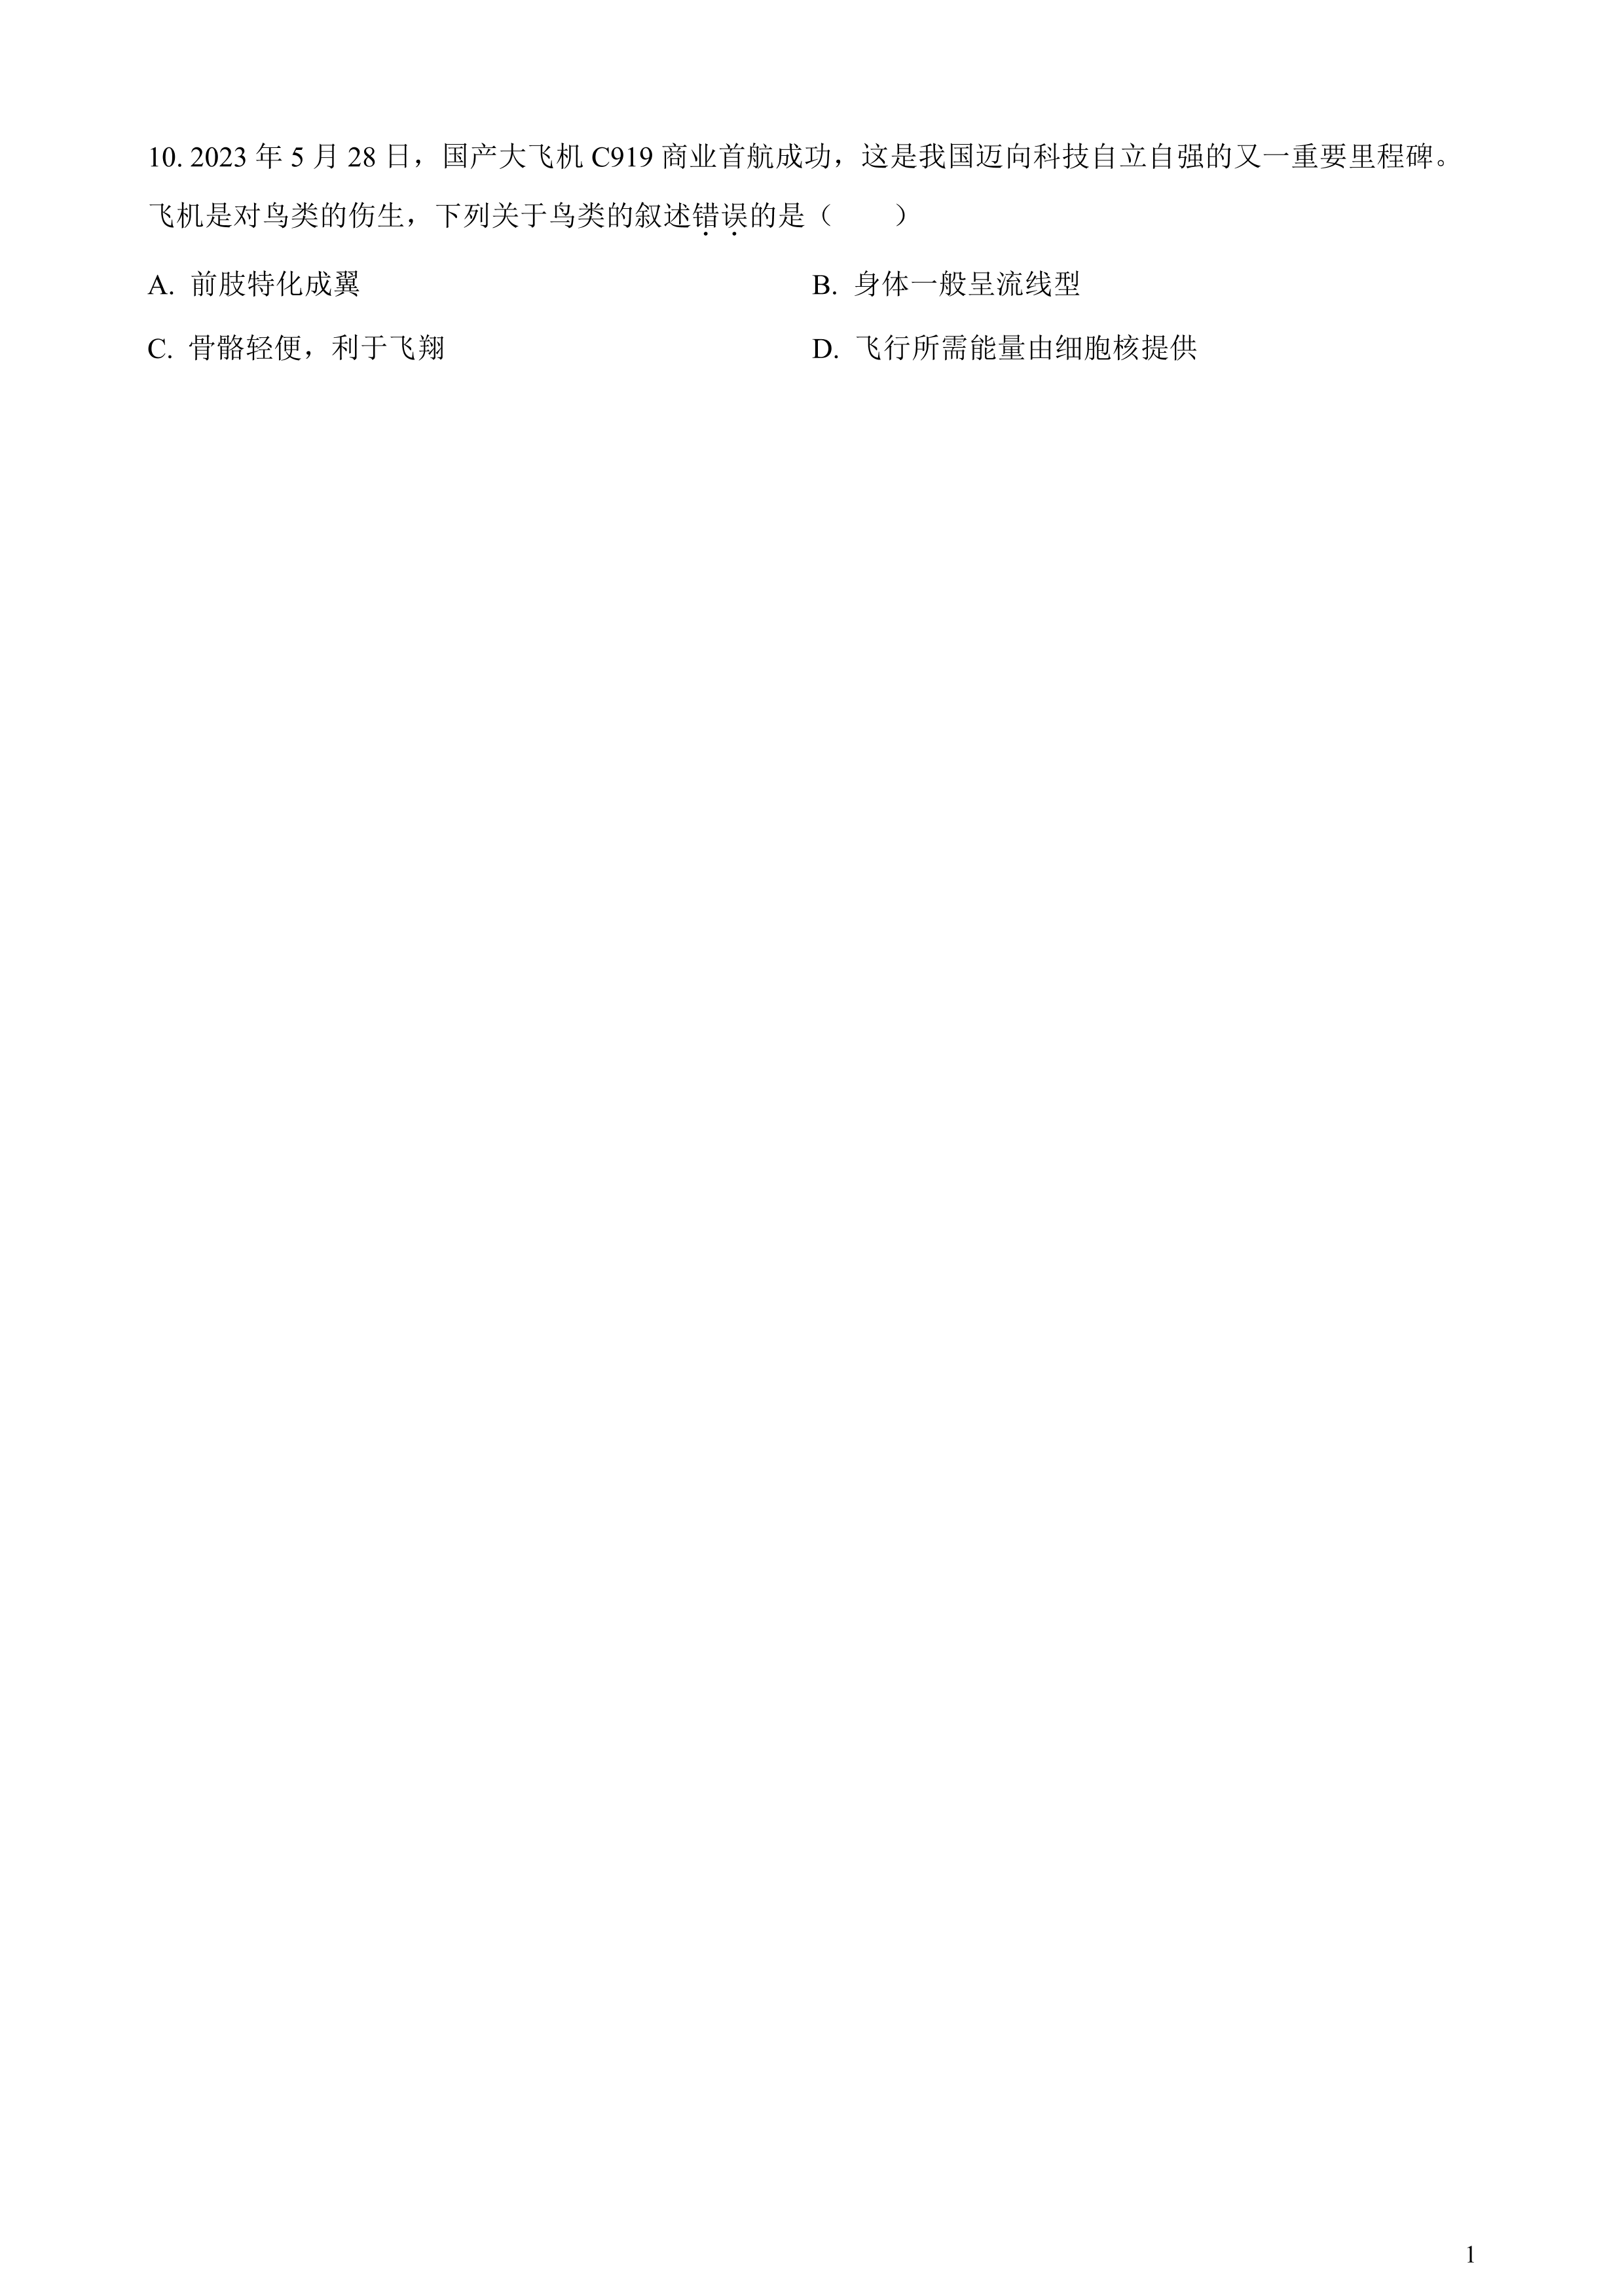 10. 2023 年 5 月 28 日，国产大飞机 C919 商业首航成功，这是我国迈向科技自立自强的又一重要里程碑。
飞机是对鸟类的伤生，下列关于鸟类的叙述错误的是（　　）
A. 前肢特化成翼　　B. 身体一般呈流线型
C. 骨骼轻便，利于飞翔　　D. 飞行所需能量由细胞核提供
1